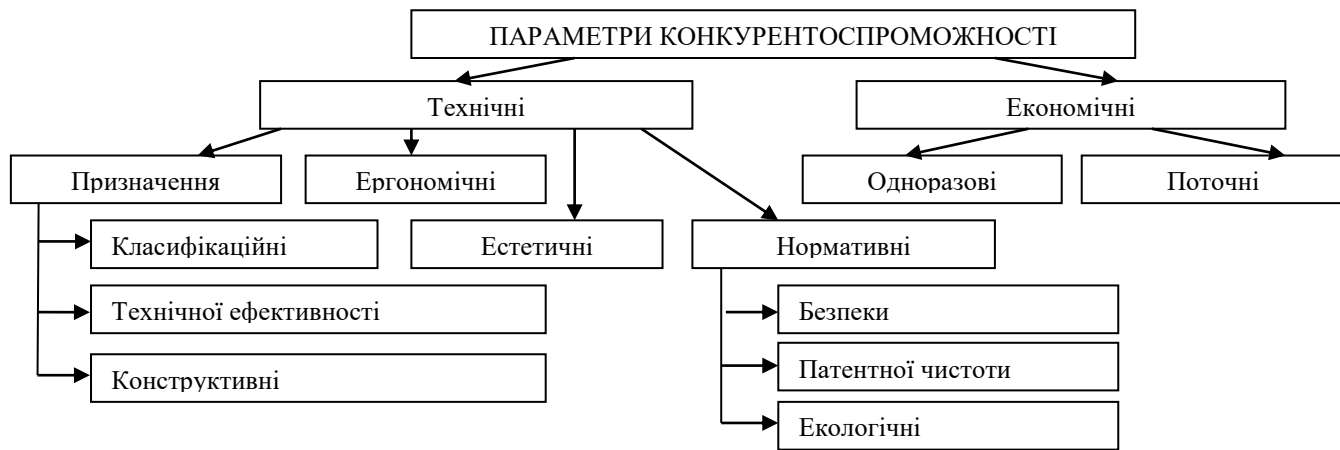 ПАРАМЕТРИ КОНКУРЕНТОСПРОМОЖНОСТІ
Технічні
Економічні
Призначення
Ергономічні
Одноразові
Поточні
Класифікаційні
Естетичні
Нормативні
Технічної ефективності
Безпеки
Конструктивні
Патентної чистоти
Екологічні